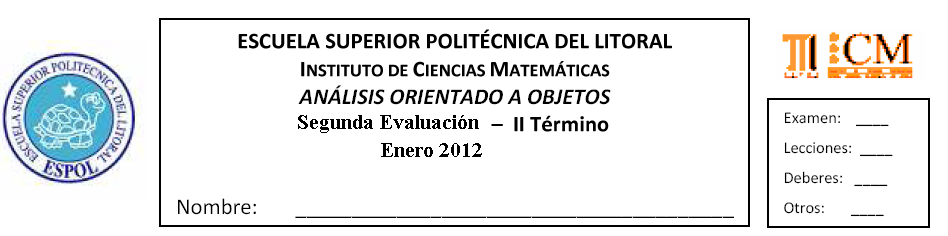 ESCUELA SUPERIOR POLITECNICA DEL LITORAL
ESPOL
ESCUELA SUPERIOR POLITÉCNICA DEL LITORAL
INSTITUTO DE CIENCIAS MATEMÁTICAS
ANÁLISIS ORIENTADO A OBJETOS
Segunda Evaluación – II Término
Enero 2012
Nombre: ________________________________________
ICM
Examen: ____
Lecciones: ____
Deberes: ____
Otros: ____